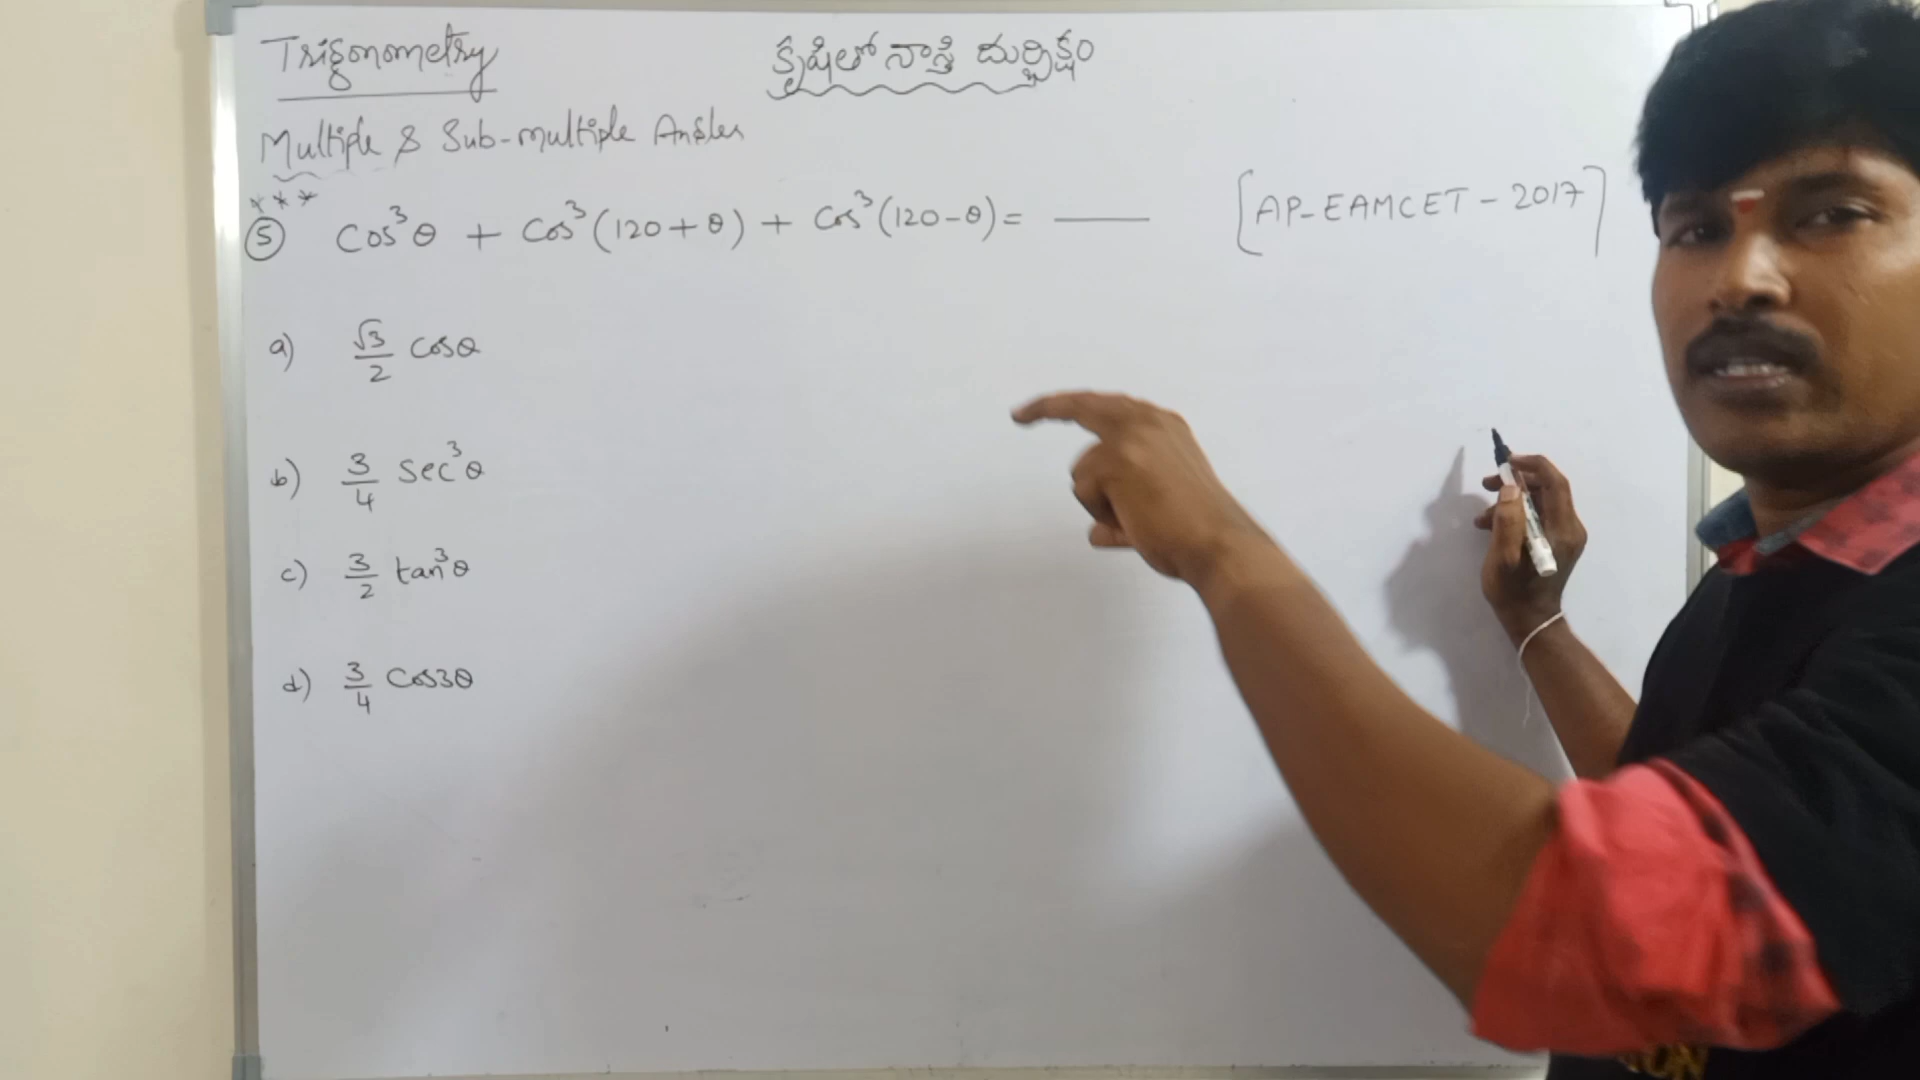 Trigonometry
కృషితో నాస్తి దుర్భిక్షం
Multiple & Sub-multiple Angles
***
⑤ Cos³θ + Cos³(120+θ) + Cos³(120-θ) = ____ [AP-EAMCET-2017]
a) √3/2 cosθ
b) 3/4 sec³θ
c) 3/2 tan³θ
d) 3/4 Cos3θ